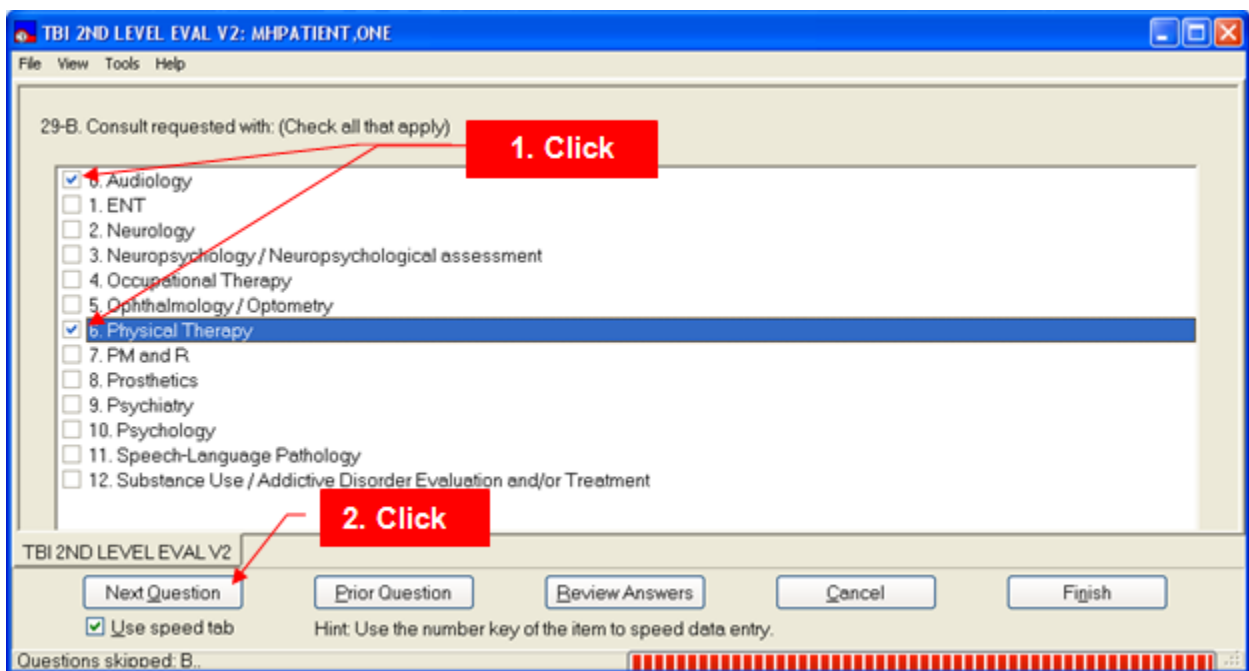 TBI 2ND LEVEL EVAL V2: MHPATIENT,ONE
File View Tools Help
29-B. Consult requested with: (Check all that apply)
1. Click
0. Audiology
1. ENT
2. Neurology
3. Neuropsychology / Neuropsychological assessment
4. Occupational Therapy
5. Ophthalmology / Optometry
6. Physical Therapy
7. PM and R
8. Prosthetics
9. Psychiatry
10. Psychology
11. Speech-Language Pathology
12. Substance Use / Addictive Disorder Evaluation and/or Treatment
2. Click
TBI 2ND LEVEL EVAL V2
Next Question Prior Question Review Answers Cancel Finish
Use speed tab Hint: Use the number key of the item to speed data entry.
Questions skipped: B..